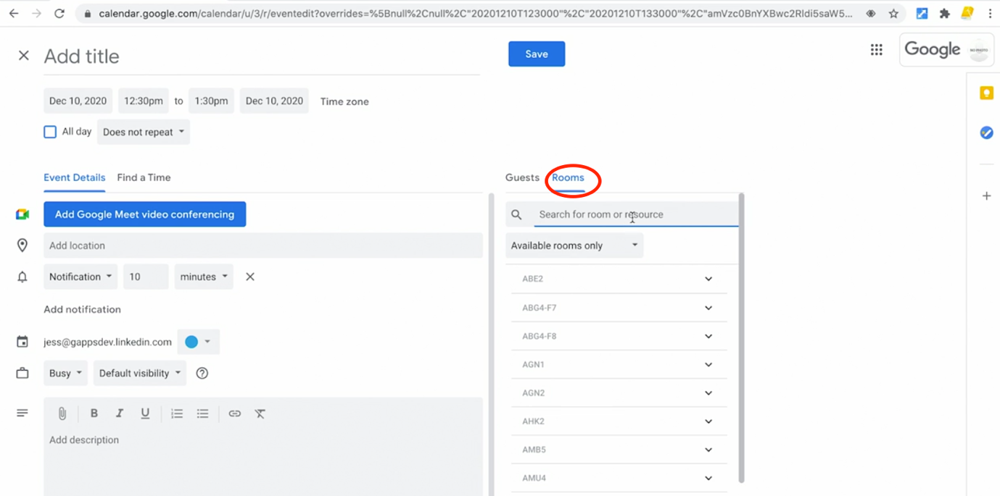 calendar.google.com/calendar/u/3/r/eventedit?overrides=%5Bnull%2Cnull%2C"20201210T123000"%2C"20201210T133000"%2C"amVzc0BnYXBwc2Rldi5saW5...
Add title
Save
Google
NO PHOTO
Dec 10, 2020 12:30pm to 1:30pm Dec 10, 2020 Time zone
All day Does not repeat
Event Details Find a Time
Guests Rooms
Add Google Meet video conferencing
Search for room or resource
Add location
Available rooms only
Notification 10 minutes
ABE2
Add notification
ABG4-F7
jess@gappsdev.linkedin.com
ABG4-F8
Busy Default visibility
AGN1
AGN2
B I U
AHK2
Add description
AMB5
AMU4